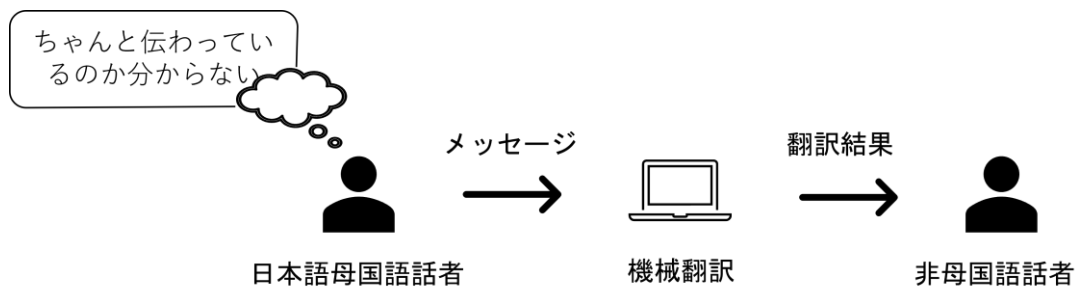 ちゃんと伝わってい
るのか分からない
メッセージ
翻訳結果
日本語母国語話者
機械翻訳
非母国語話者